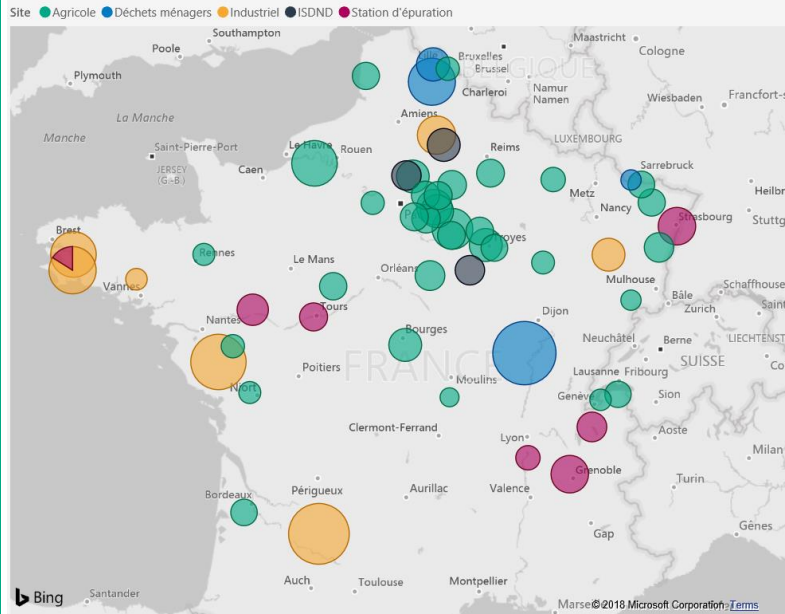 Site Agricole Déchets ménagers Industriel ISDND Station d'épuration
Southampton
Poole
Maastricht
Cologne
Lille
Bruxelles
Brussel
BELGIQUE
Plymouth
Charleroi
Namur
Namen
Wiesbaden
Francfort-s
La Manche
Amiens
Manche
LUXEMBOURG
Saint-Pierre-Port
Le Havre
Rouen
Reims
JERSEY
(G.-B.)
Caen
Sarrebruck
Metz
Heilbr
Nancy
Strasbourg
Stuttg
Brest
Rennes
Troyes
Le Mans
Orléans
Vannes
Mulhouse
Schaffhouse
Bâle
Zurich
Saint
Tours
Nantes
Dijon
Bourges
Neuchâtel
Berne
LIECHTENST
FRANCE
SUISSE
Poitiers
Moulins
Lausanne
Fribourg
Co
Niort
Genève
Sion
Clermont-Ferrand
Lyon
Aoste
Milan
Grenoble
Périgueux
Aurillac
Valence
Turin
Bordeaux
Gap
Gênes
Auch
Toulouse
Montpellier
Bing
Santander
Marse
© 2018 Microsoft Corporation Terms